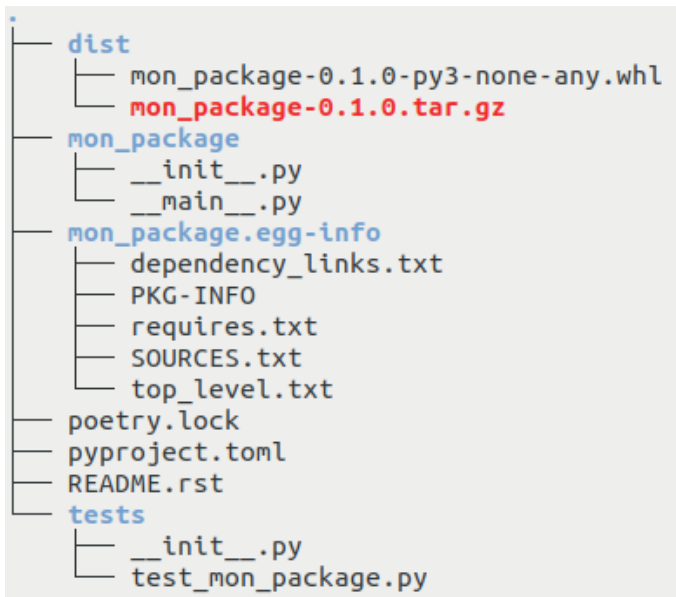 .
├── dist
│   ├── mon_package-0.1.0-py3-none-any.whl
│   └── mon_package-0.1.0.tar.gz
├── mon_package
│   ├── __init__.py
│   └── __main__.py
├── mon_package.egg-info
│   ├── dependency_links.txt
│   ├── PKG-INFO
│   ├── requires.txt
│   ├── SOURCES.txt
│   └── top_level.txt
├── poetry.lock
├── pyproject.toml
├── README.rst
└── tests
    ├── __init__.py
    └── test_mon_package.py